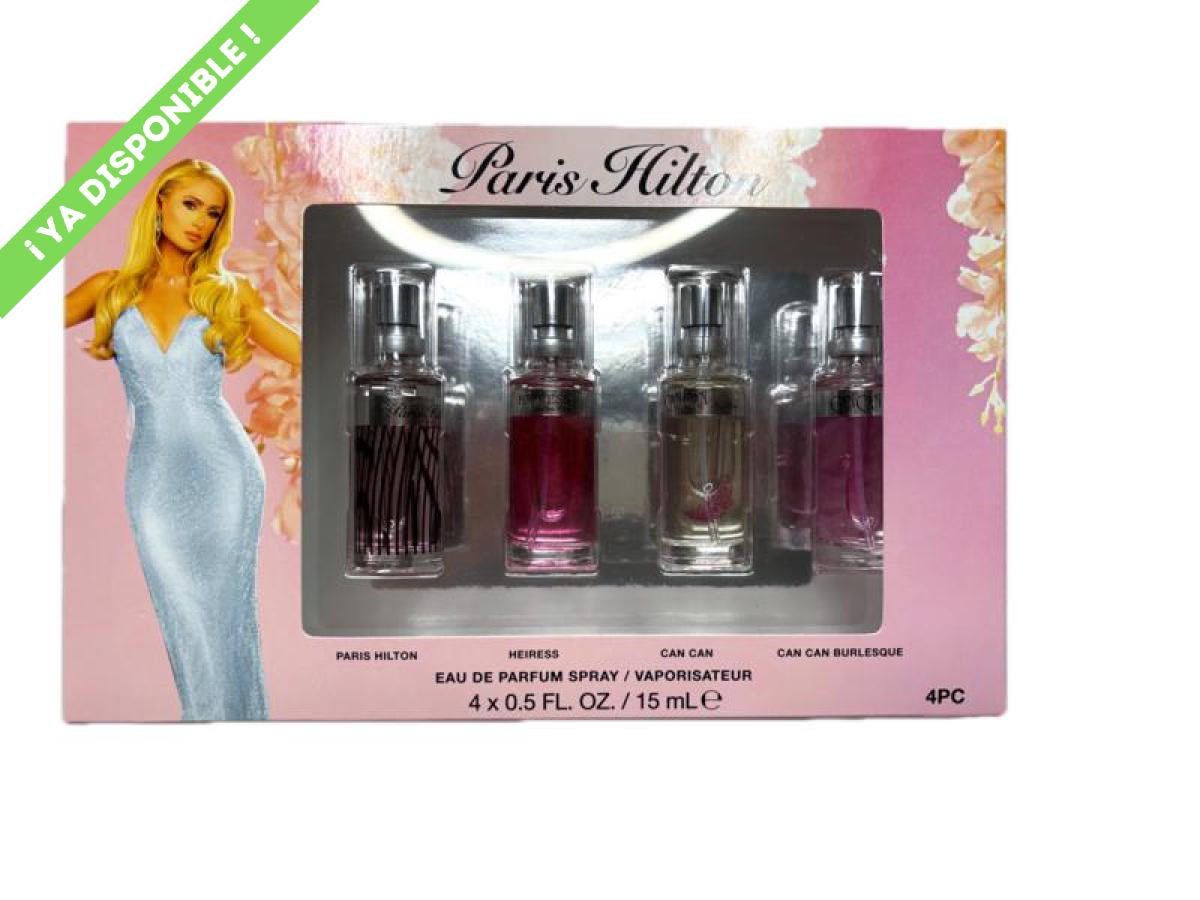 ¡ YA DISPONIBLE !
Paris Hilton
PARIS HILTON
HEIRESS
CAN CAN
CAN CAN BURLESQUE
EAU DE PARFUM SPRAY / VAPORISATEUR
4 x 0.5 FL. OZ. / 15 mL ℮
4PC